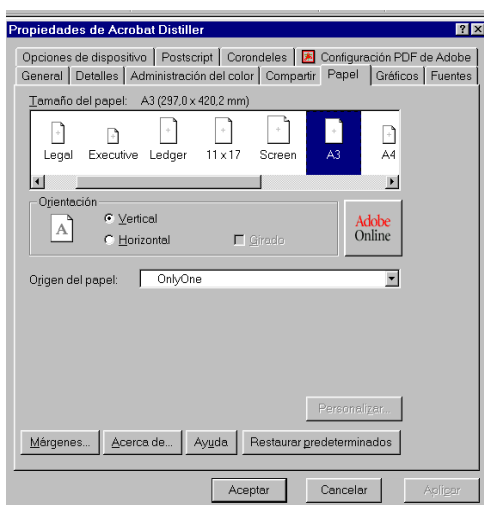 Propiedades de Acrobat Distiller
Opciones de dispositivo Postscript Corondeles Configuración PDF de Adobe
General Detalles Administración del color Compartir Papel Gráficos Fuentes
Tamaño del papel: A3 (297,0 x 420,2 mm)
Legal Executive Ledger 11 x 17 Screen A3 A4
Orientación
A
Vertical
Horizontal Girado
Adobe
Online
Origen del papel: OnlyOne
Personalizar...
Márgenes... Acerca de... Ayuda Restaurar predeterminados
Aceptar Cancelar Aplicar